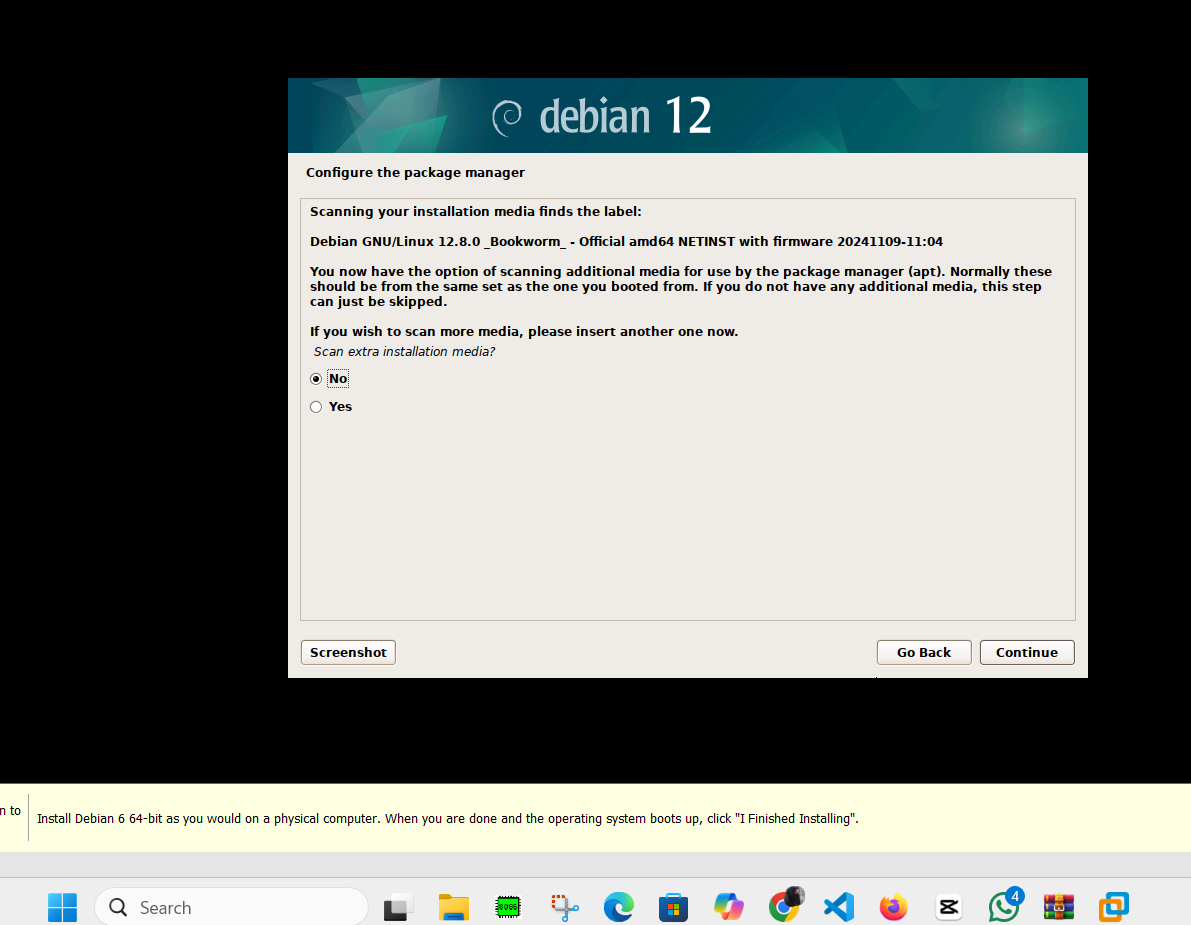 debian 12
Configure the package manager
Scanning your installation media finds the label:
Debian GNU/Linux 12.8.0 _Bookworm_ - Official amd64 NETINST with firmware 20241109-11:04
You now have the option of scanning additional media for use by the package manager (apt). Normally these
should be from the same set as the one you booted from. If you do not have any additional media, this step
can just be skipped.
If you wish to scan more media, please insert another one now.
Scan extra installation media?
No
Yes
Screenshot
Go Back
Continue
n to
Install Debian 6 64-bit as you would on a physical computer. When you are done and the operating system boots up, click "I Finished Installing".
Search
8086
4